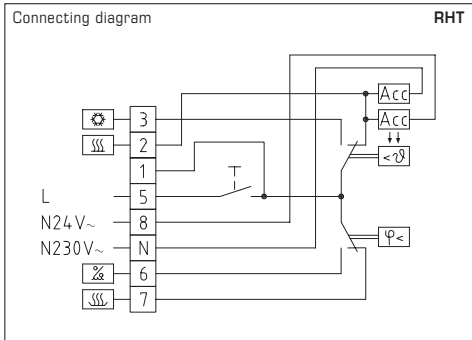 Connecting diagram RHT
Acc
Acc
<ϑ
3
2
1
L 5
N24V~ 8
N230V~ N
φ<
6
7